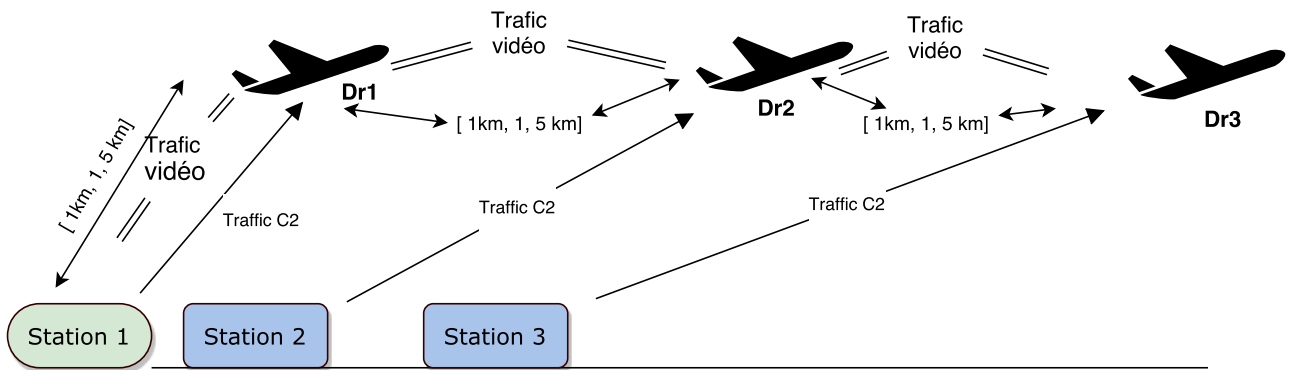 Trafic
vidéo
Trafic
vidéo
Dr1
Dr2
Dr3
[ 1km, 1, 5 km]
[ 1km, 1, 5 km]
[ 1km, 1, 5 km]
Trafic
vidéo
Traffic C2
Traffic C2
Traffic C2
Station 1
Station 2
Station 3